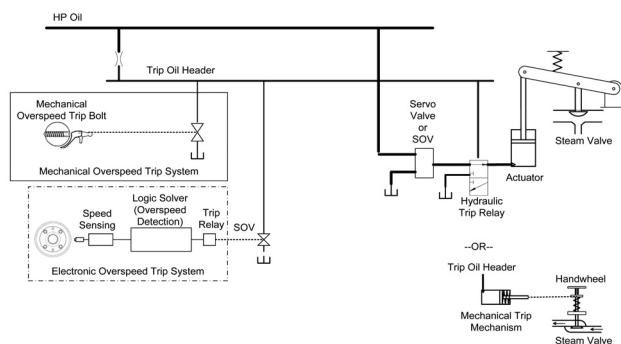 HP Oil
Trip Oil Header
Mechanical
Overspeed Trip Bolt
Mechanical Overspeed Trip System
Servo
Valve
or
SOV
Steam Valve
Actuator
Hydraulic
Trip Relay
Speed
Sensing
Logic Solver
(Overspeed
Detection)
Trip
Relay
SOV
Electronic Overspeed Trip System
--OR--
Trip Oil Header
Handwheel
Mechanical Trip
Mechanism
Steam Valve